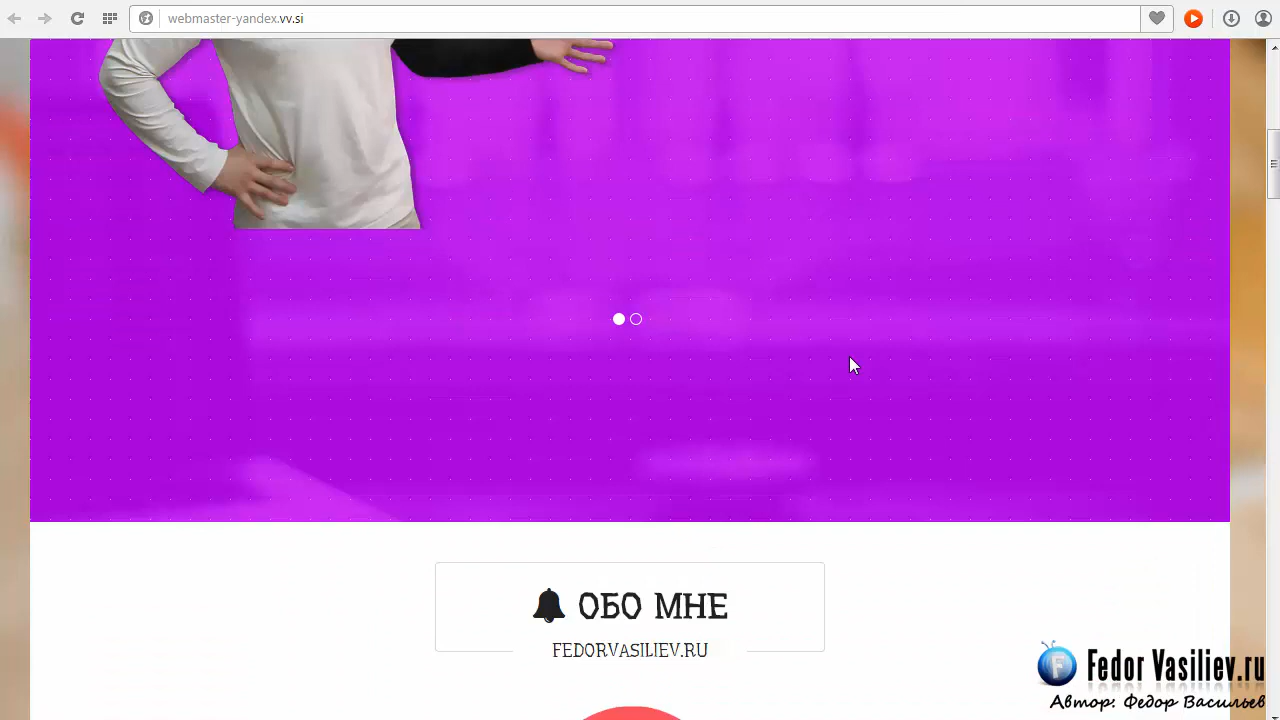 webmaster-yandex.vv.si
ОБО МНЕ
FEDORVASILIEV.RU
Fedor Vasiliev.ru
Автор: Федор Васильев